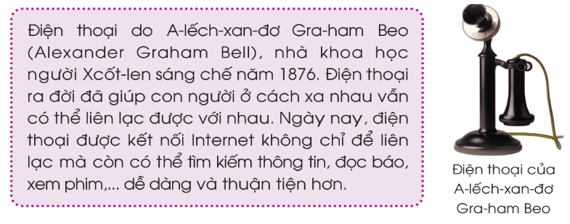 Điện thoại do A-lếch-xan-đơ Gra-ham Beo
(Alexander Graham Bell), nhà khoa học
người Xcốt-len sáng chế năm 1876. Điện thoại
ra đời đã giúp con người ở cách xa nhau vẫn
có thể liên lạc được với nhau. Ngày nay, điện
thoại được kết nối Internet không chỉ để liên
lạc mà còn có thể tìm kiếm thông tin, đọc báo,
xem phim,... dễ dàng và thuận tiện hơn.
Điện thoại của
A-lếch-xan-đơ
Gra-ham Beo